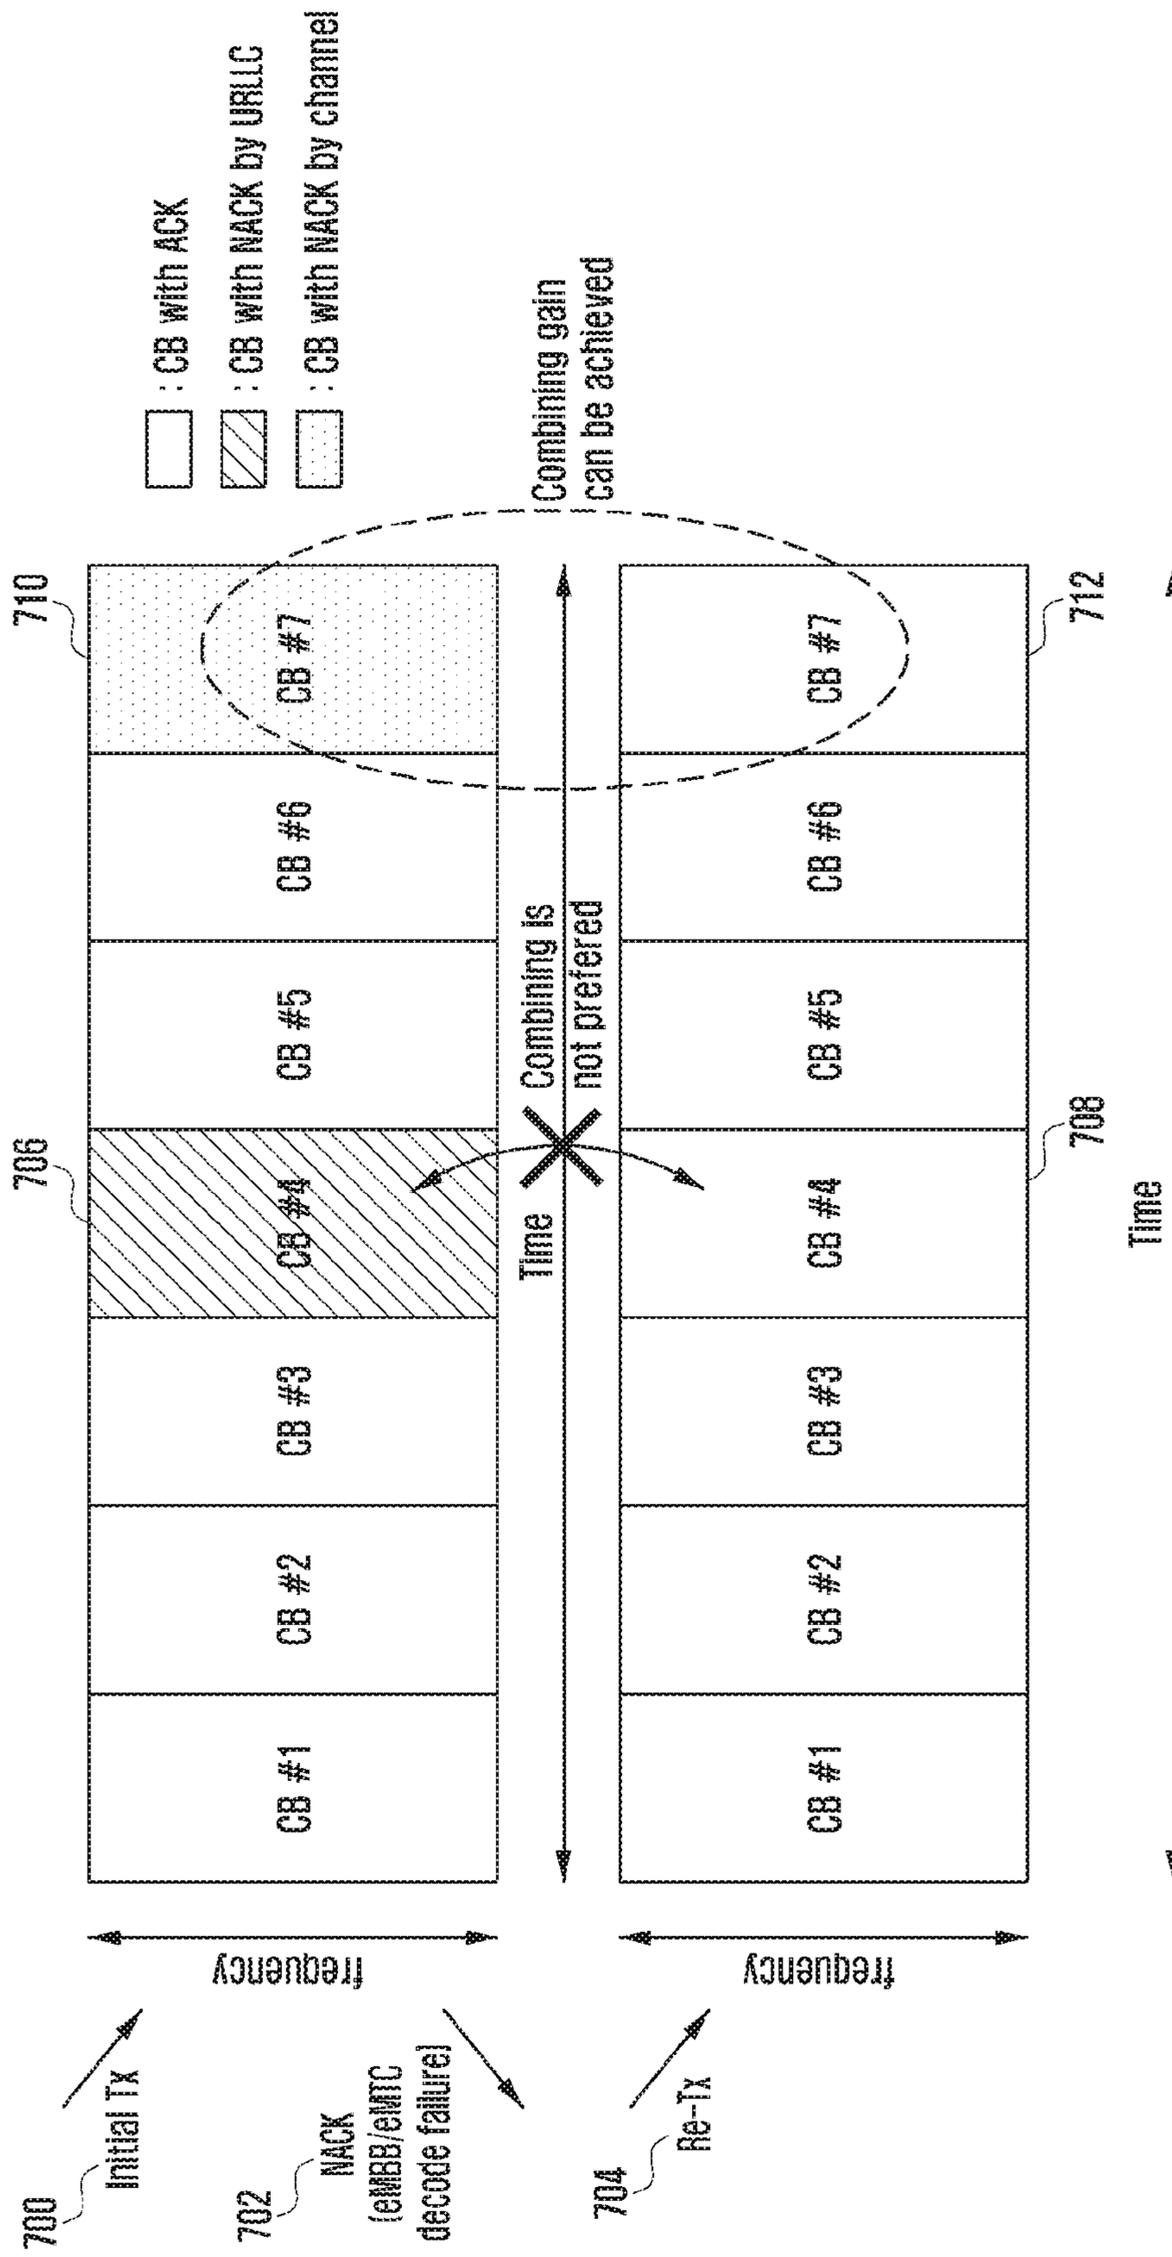 : CB with ACK
: CB with NACK by URLLC
: CB with NACK by channel
700
Initial Tx
702
NACK
(eMBB/eMTC
decode failure)
704
Re-Tx
frequency
706
710
CB #1
CB #2
CB #3
CB #4
CB #5
CB #6
CB #7
Time
Combining is
not prefered
Combining gain
can be achieved
frequency
CB #1
CB #2
CB #3
CB #4
CB #5
CB #6
CB #7
708
712
Time